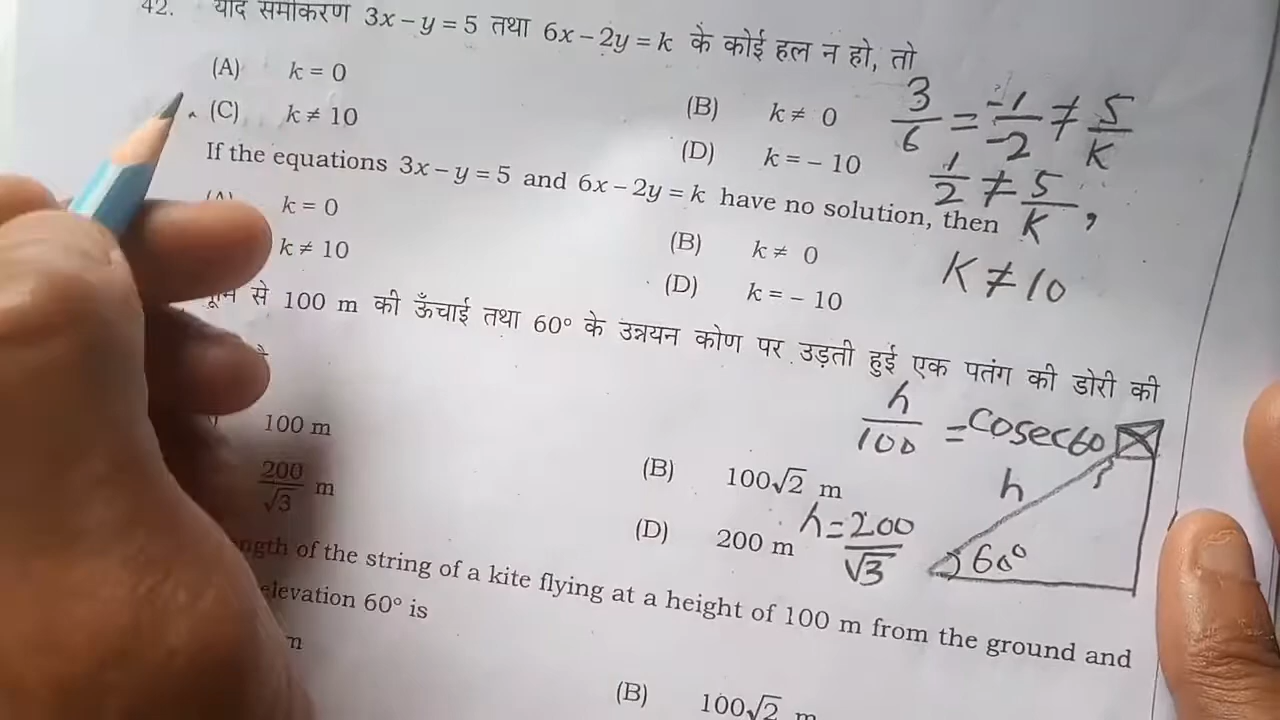 42. यदि समीकरण 3x – y = 5 तथा 6x – 2y = k के कोई हल न हो, तो
(A) k = 0
(B) k ≠ 0
(C) k ≠ 10
(D) k = – 10
3/6 = -1/-2 ≠ 5/K
1/2 ≠ 5/K ,
K ≠ 10
If the equations 3x – y = 5 and 6x – 2y = k have no solution, then
k = 0
(B) k ≠ 0
k ≠ 10
(D) k = – 10
भूमि से 100 m की ऊँचाई तथा 60° के उन्नयन कोण पर उड़ती हुई एक पतंग की डोरी की
100 m
(B) 100√2 m
200/√3 m
(D) 200 m
h/100 = Cosec60
h = 200/√3
h
60°
of the string of a kite flying at a height of 100 m from the ground and
elevation 60° is
m
(B) 100√2 m